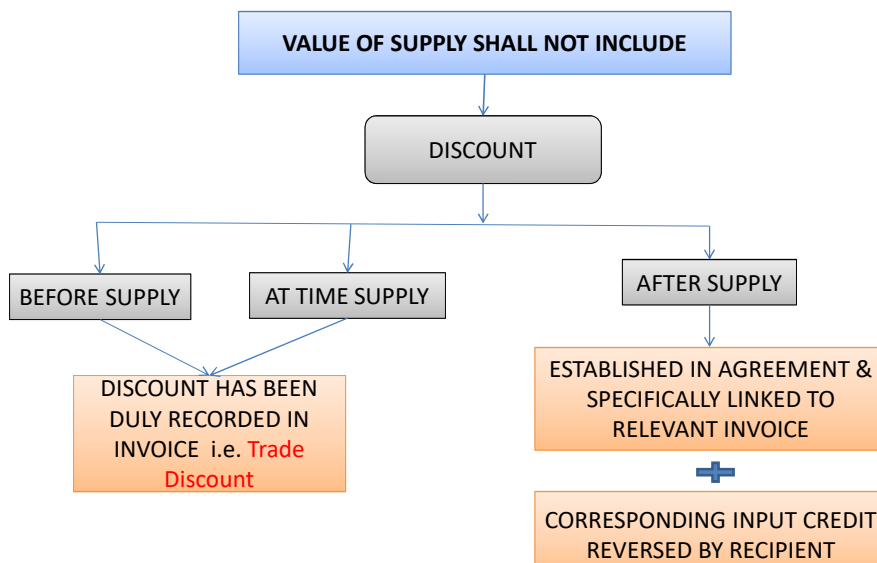 VALUE OF SUPPLY SHALL NOT INCLUDE
DISCOUNT
BEFORE SUPPLY
AT TIME SUPPLY
AFTER SUPPLY
DISCOUNT HAS BEEN
DULY RECORDED IN
INVOICE i.e. Trade
Discount
ESTABLISHED IN AGREEMENT &
SPECIFICALLY LINKED TO
RELEVANT INVOICE
CORRESPONDING INPUT CREDIT
REVERSED BY RECIPIENT